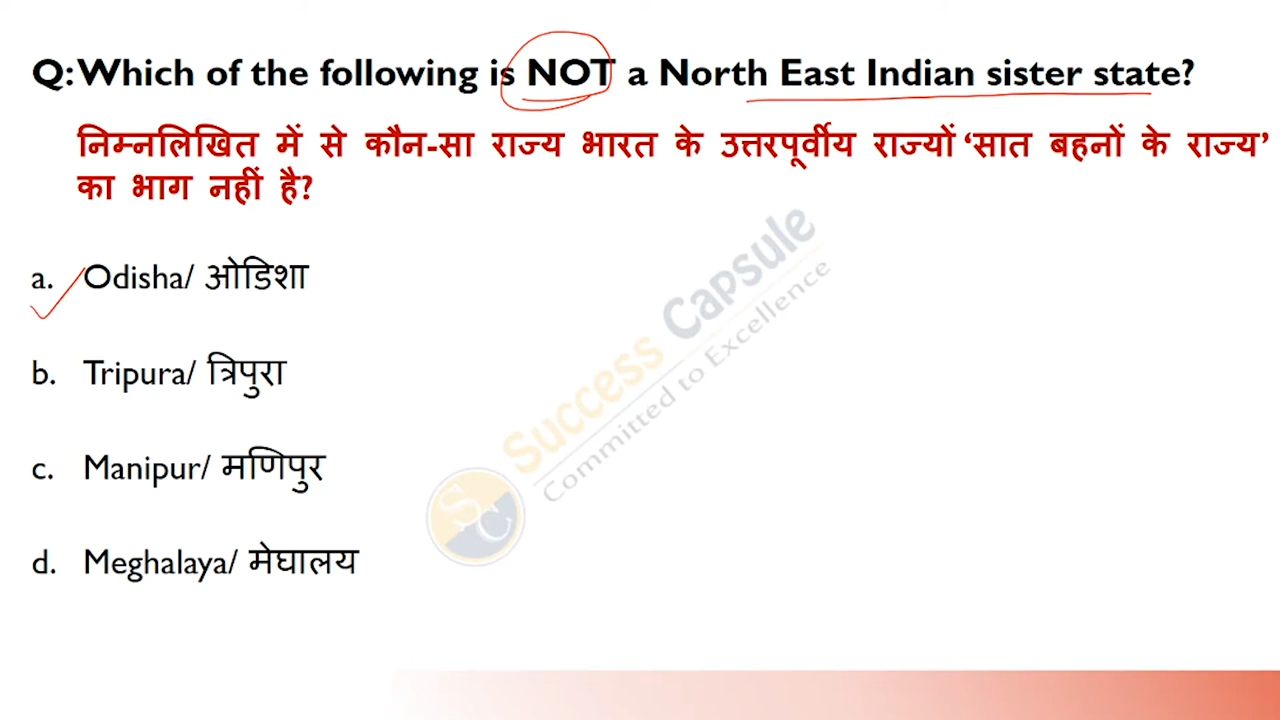 Q: Which of the following is NOT a North East Indian sister state?
निम्नलिखित में से कौन-सा राज्य भारत के उत्तरपूर्वीय राज्यों ‘सात बहनों के राज्य’
का भाग नहीं है?
a. Odisha/ ओडिशा
b. Tripura/ त्रिपुरा
c. Manipur/ मणिपुर
d. Meghalaya/ मेघालय
Success Capsule
Committed to Excellence
SC